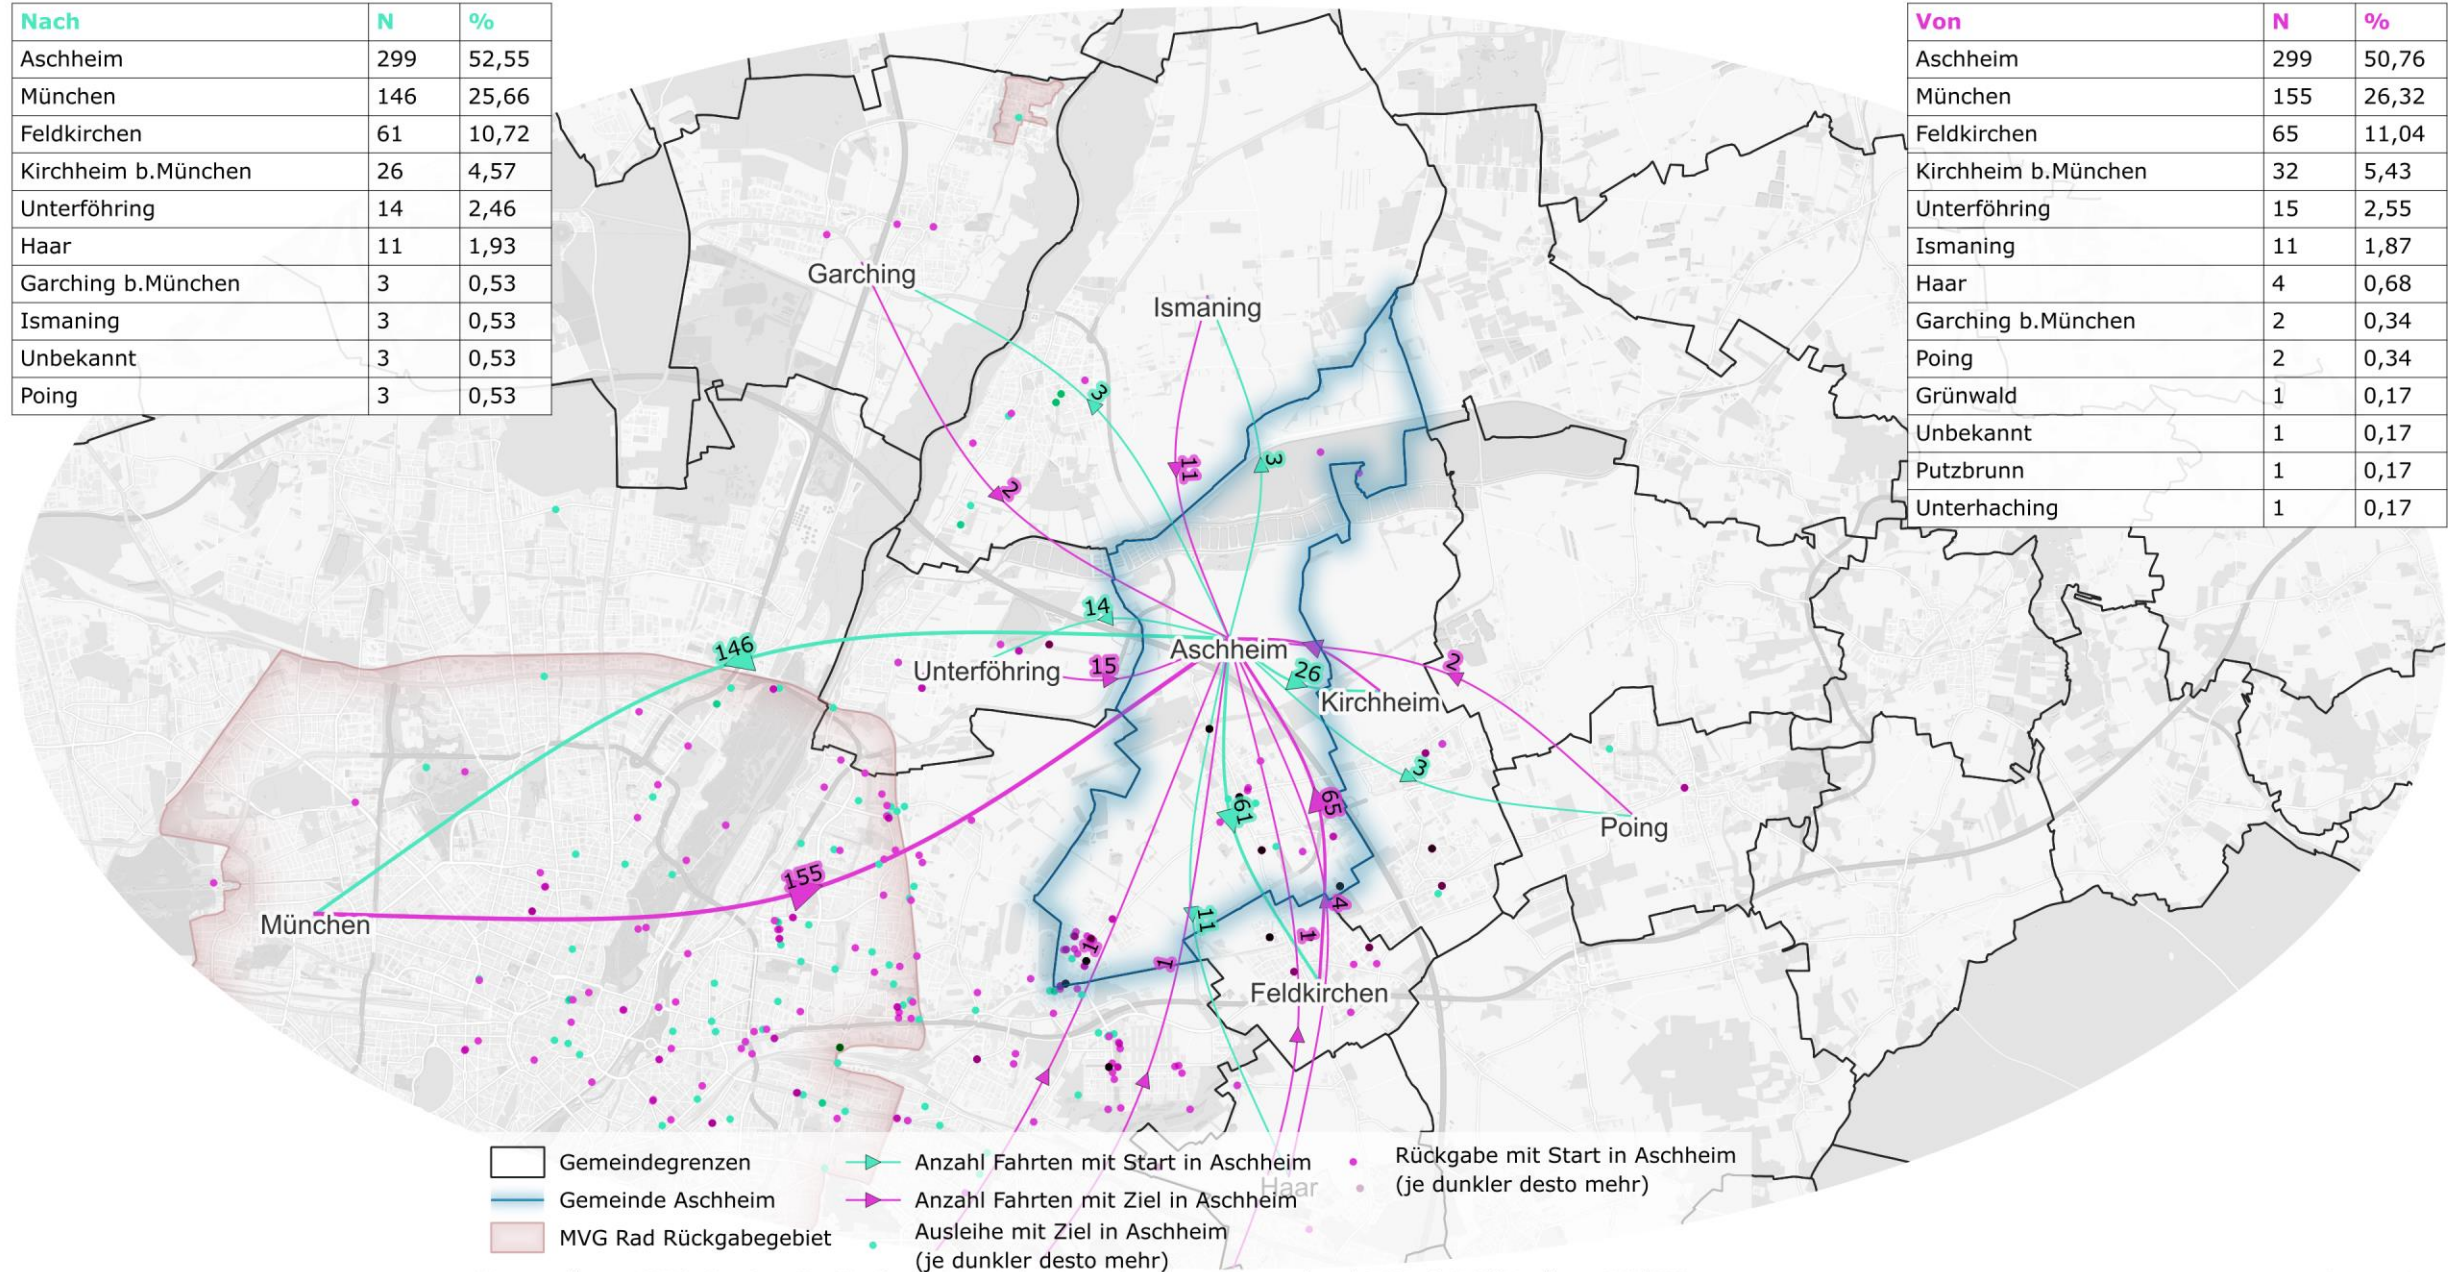 Nach N %
Aschheim 299 52,55
München 146 25,66
Feldkirchen 61 10,72
Kirchheim b.München 26 4,57
Unterföhring 14 2,46
Haar 11 1,93
Garching b.München 3 0,53
Ismaning 3 0,53
Unbekannt 3 0,53
Poing 3 0,53
Von N %
Aschheim 299 50,76
München 155 26,32
Feldkirchen 65 11,04
Kirchheim b.München 32 5,43
Unterföhring 15 2,55
Ismaning 11 1,87
Haar 4 0,68
Garching b.München 2 0,34
Poing 2 0,34
Grünwald 1 0,17
Unbekannt 1 0,17
Putzbrunn 1 0,17
Unterhaching 1 0,17
Garching
Ismaning
3
11
3
2
14
146
Aschheim
Unterföhring
15
26
2
Kirchheim
3
61
65
Poing
155
München
11
4
1
1
1
Feldkirchen
Haar
Gemeindegrenzen
Gemeinde Aschheim
MVG Rad Rückgabegebiet
Anzahl Fahrten mit Start in Aschheim
Anzahl Fahrten mit Ziel in Aschheim
Ausleihe mit Ziel in Aschheim
(je dunkler desto mehr)
Rückgabe mit Start in Aschheim
(je dunkler desto mehr)